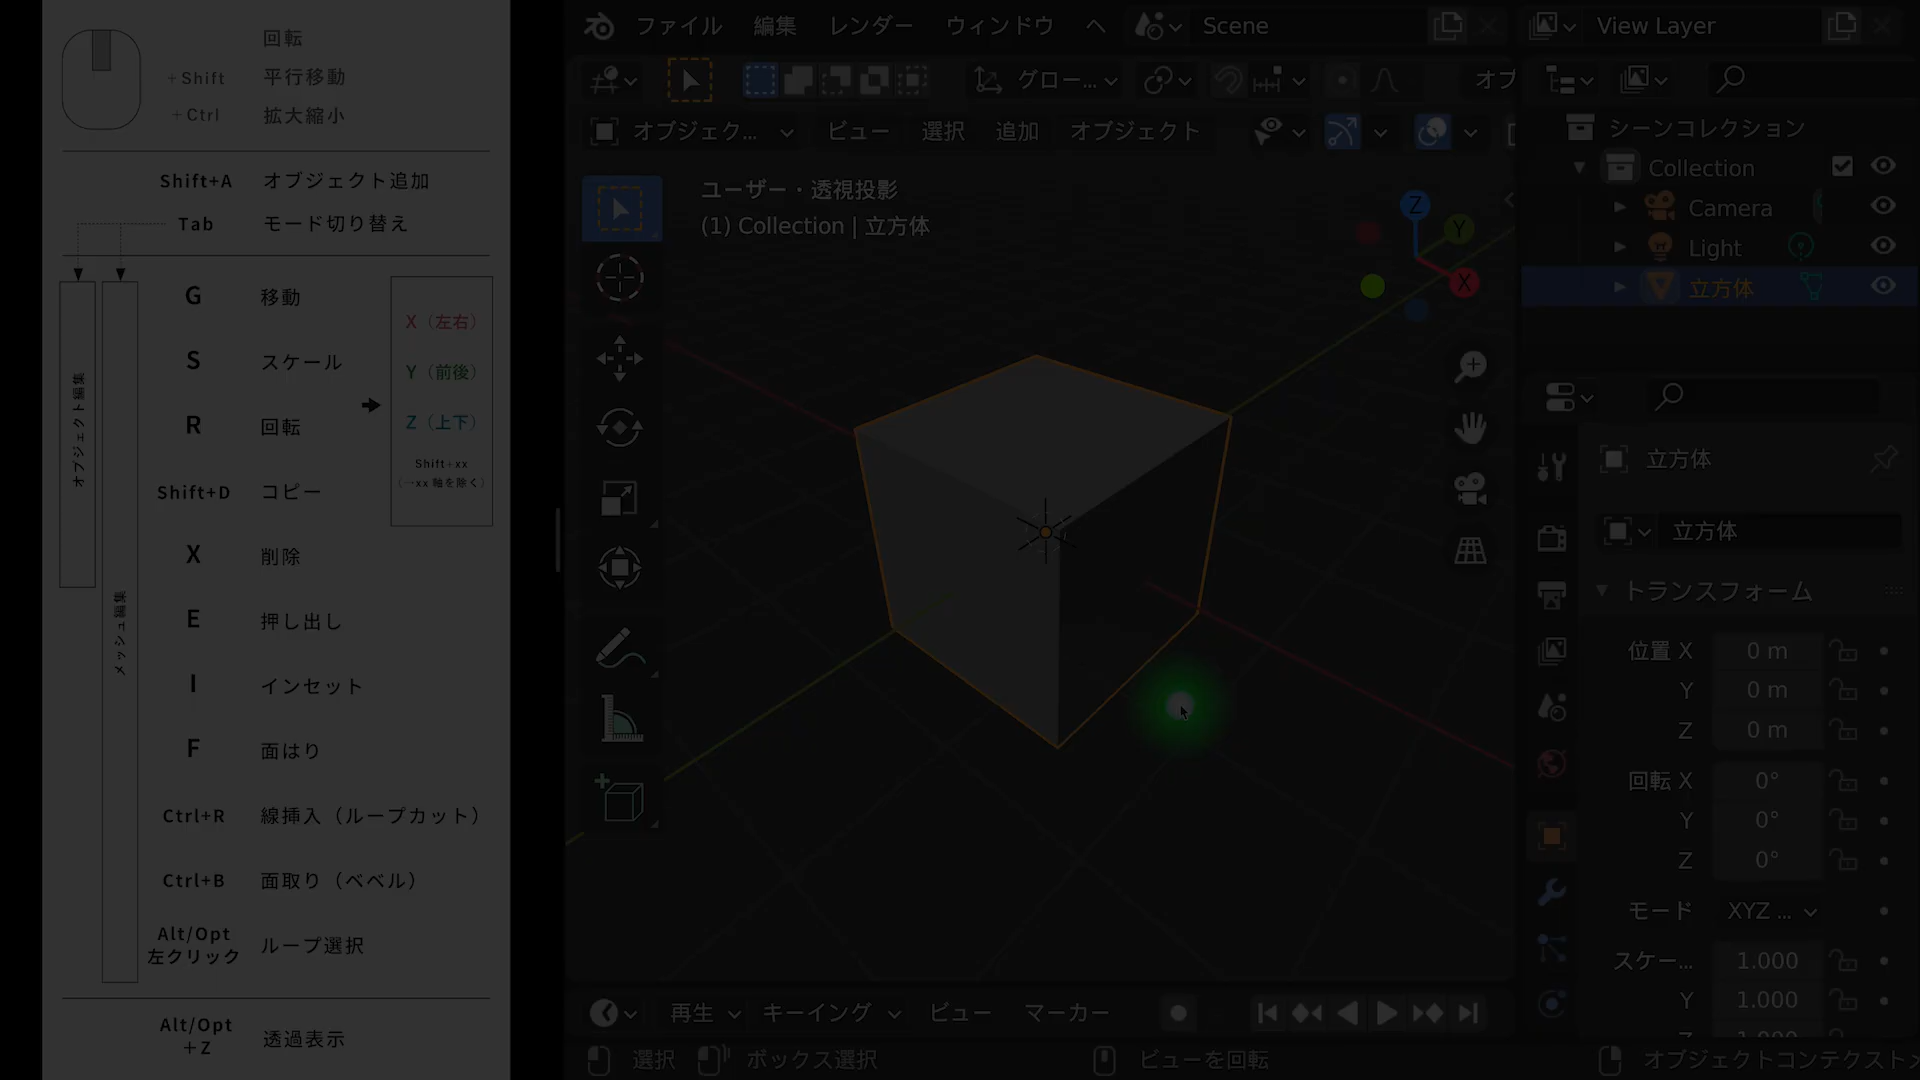 回転
+Shift 平行移動
+Ctrl 拡大縮小
Shift+A オブジェクト追加
Tab モード切り替え
オブジェクト編集
メッシュ編集
G 移動
S スケール
R 回転
Shift+D コピー
X 削除
E 押し出し
I インセット
F 面はり
Ctrl+R 線挿入（ループカット）
Ctrl+B 面取り（ベベル）
Alt/Opt
左クリック ループ選択
Alt/Opt
+Z 透過表示
X（左右）
Y（前後）
Z（上下）
Shift+xx
（→xx 軸を除く）
ファイル 編集 レンダー ウィンドウ ヘ Scene View Layer
グロー... オブ
オブジェク... ビュー 選択 追加 オブジェクト
ユーザー・透視投影
(1) Collection | 立方体
Z
Y
X
シーンコレクション
Collection
Camera
Light
立方体
立方体
立方体
トランスフォーム
位置 X 0 m
Y 0 m
Z 0 m
回転 X 0°
Y 0°
Z 0°
モード XYZ ...
スケー... 1.000
Y 1.000
Z 1.000
再生 キーイング ビュー マーカー
選択 ボックス選択 ビューを回転 オブジェクトコンテクストメ